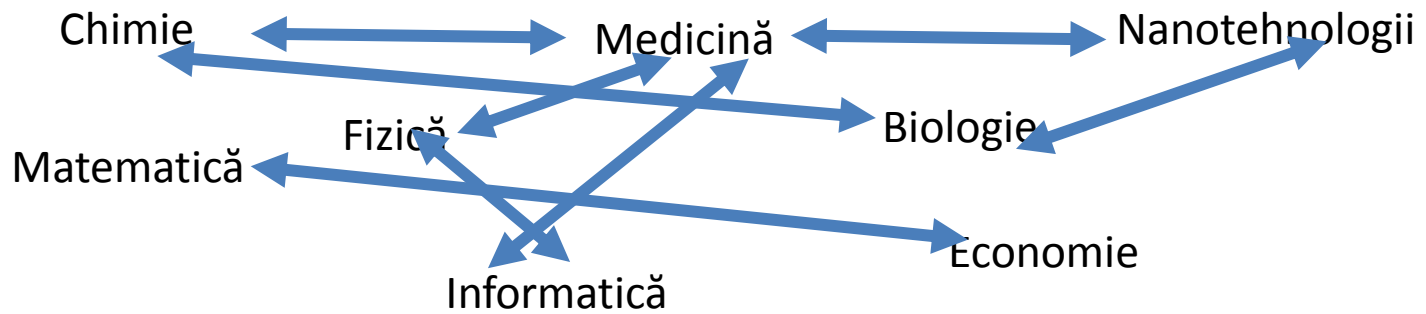 Chimie
Medicină
Nanotehnologii
Fizică
Biologie
Matematică
Economie
Informatică